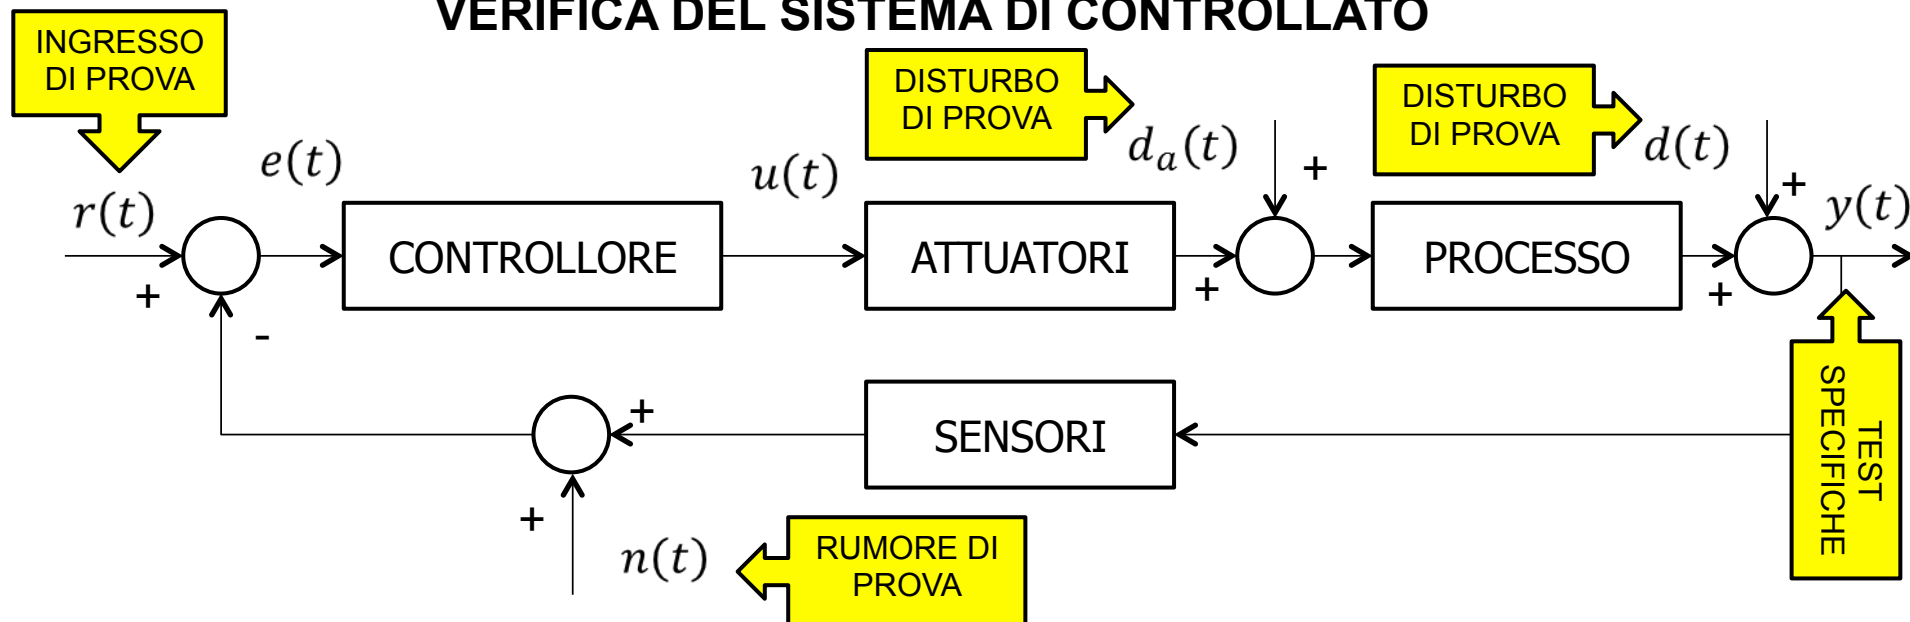 VERIFICA DEL SISTEMA DI CONTROLLATO
INGRESSO
DI PROVA
DISTURBO
DI PROVA
DISTURBO
DI PROVA
r(t)
e(t)
u(t)
d_a(t)
d(t)
y(t)
+
+
+
CONTROLLORE
ATTUATORI
PROCESSO
+
+
-
SENSORI
+
+
n(t)
RUMORE DI
PROVA
TEST
SPECIFICHE